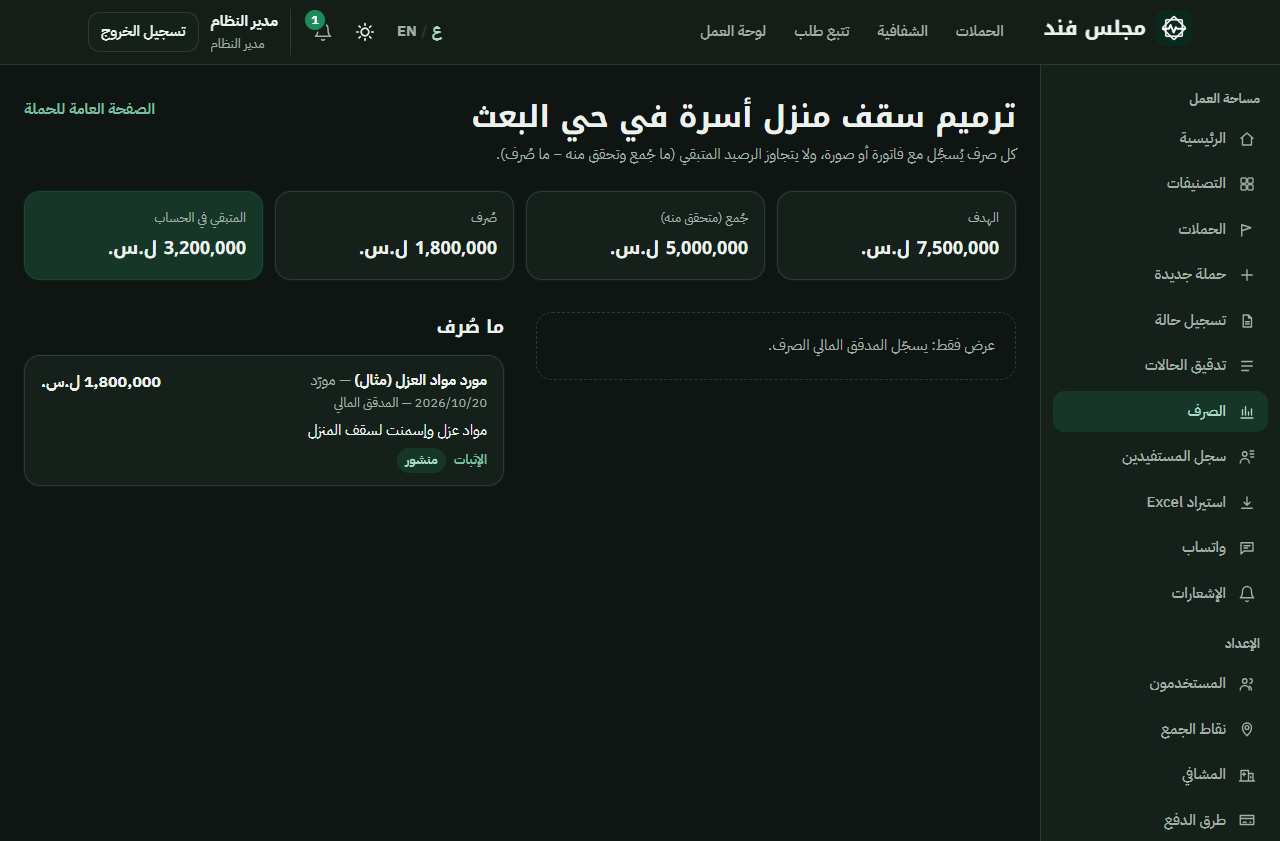 مجلس فند
الحملات
الشفافية
تتبع طلب
لوحة العمل
ع / EN
1
مدير النظام
مدير النظام
تسجيل الخروج
مساحة العمل
الرئيسية
التصنيفات
الحملات
حملة جديدة
تسجيل حالة
تدقيق الحالات
الصرف
سجل المستفيدين
استيراد Excel
واتساب
الإشعارات
الإعداد
المستخدمون
نقاط الجمع
المشافي
طرق الدفع
ترميم سقف منزل أسرة في حي البعث
الصفحة العامة للحملة
كل صرف يُسجَّل مع فاتورة أو صورة، ولا يتجاوز الرصيد المتبقي (ما جُمع وتحقق منه − ما صُرف).
الهدف
7,500,000 ل.س.
جُمع (متحقق منه)
5,000,000 ل.س.
صُرف
1,800,000 ل.س.
المتبقي في الحساب
3,200,000 ل.س.
عرض فقط: يسجّل المدقق المالي الصرف.
ما صُرف
مورد مواد العزل (مثال) — مورّد
1,800,000 ل.س.
2026/10/20 — المدقق المالي
مواد عزل وإسمنت لسقف المنزل
الإثبات
منشور